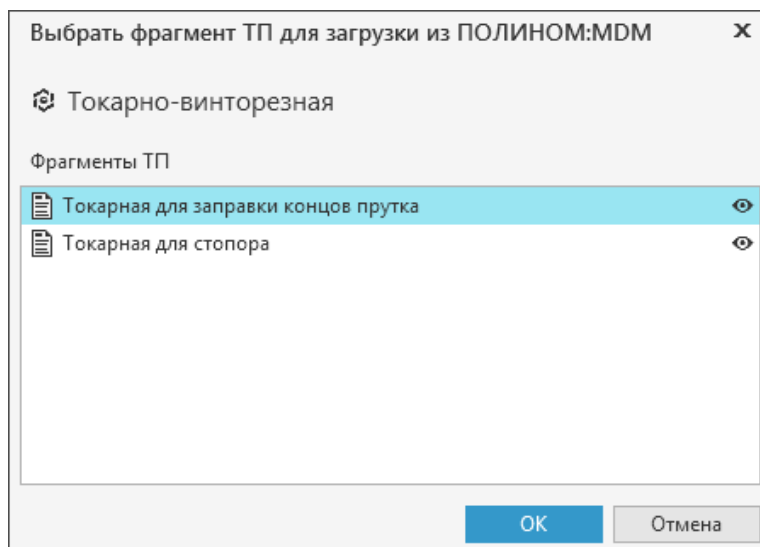 Выбрать фрагмент ТП для загрузки из ПОЛИНОМ:MDM
Токарно-винторезная
Фрагменты ТП
Токарная для заправки концов прутка
Токарная для стопора
ОК
Отмена